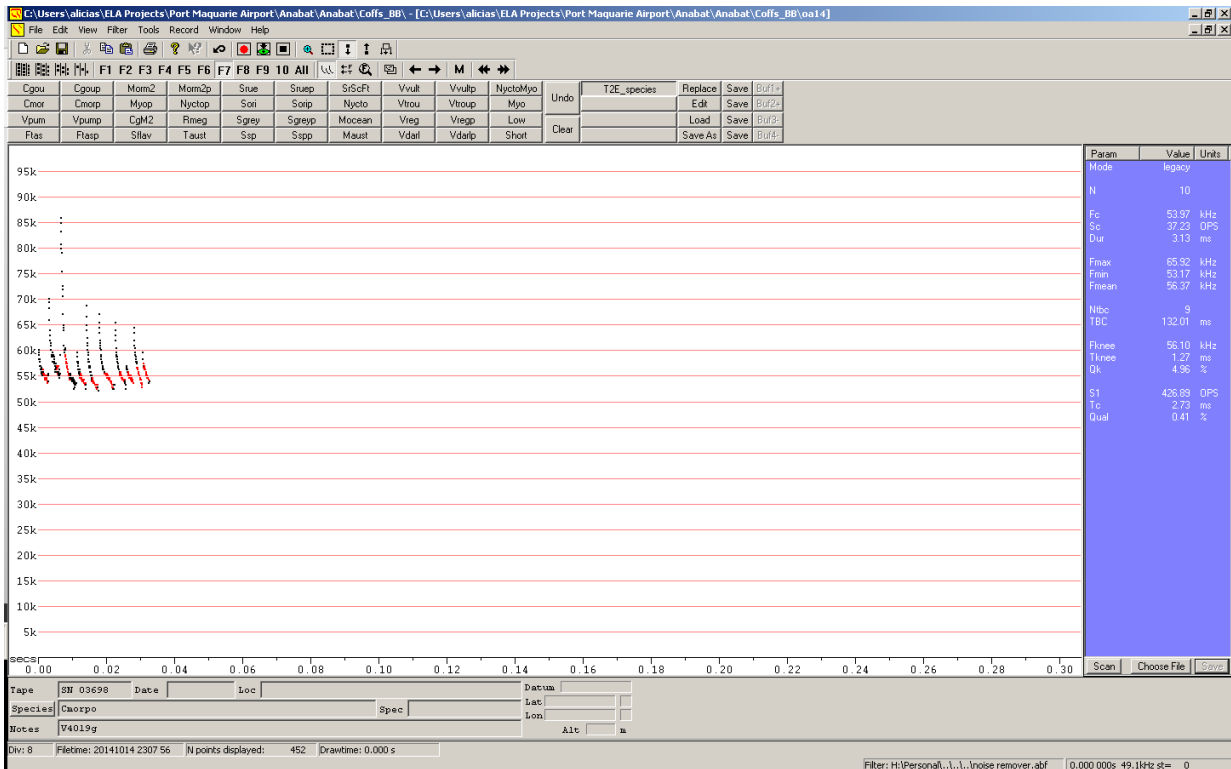 C:\Users\alicias\ELA Projects\Port Maquarie Airport\Anabat\Anabat\Coffs_BB\ - [C:\Users\alicias\ELA Projects\Port Maquarie Airport\Anabat\Anabat\Coffs_BB\oa14]
File Edit View Filter Tools Record Window Help
F1 F2 F3 F4 F5 F6 F7 F8 F9 10 All M
Cgou Cgoup Morm2 Morm2p Srue Sruep SrScFt Vvult Vvultp NyctoMyo Undo T2E_species Replace Save Buf1+
Cmor Cmorp Myop Nyctop Sori Sorip Nycto Vtrou Vtroup Myo Edit Save Buf2+
Vpum Vpump CgM2 Rmeg Sgrey Sgreyp Mocean Vreg Vregp Low Clear Load Save Buf3-
Ftas Ftasp Sflav Taust Ssp Sspp Maust Vdarl Vdarlp Short Save As Save Buf4-
95k
90k
85k
80k
75k
70k
65k
60k
55k
50k
45k
40k
35k
30k
25k
20k
15k
10k
5k
secs
0.00 0.02 0.04 0.06 0.08 0.10 0.12 0.14 0.16 0.18 0.20 0.22 0.24 0.26 0.28 0.30
Param Value Units
Mode legacy
N 10
Fc 53.97 kHz
Sc 37.23 OPS
Dur 3.13 ms
Fmax 65.92 kHz
Fmin 53.17 kHz
Fmean 56.37 kHz
Ntbc 9
TBC 132.01 ms
Fknee 56.10 kHz
Tknee 1.27 ms
Qk 4.96 %
S1 426.89 OPS
Tc 2.73 ms
Qual 0.41 %
Scan Choose File Save
Tape SN 03698 Date Loc Datum
Species Cmorpo Spec Lat
Lon
Notes V4019g Alt m
Div: 8 Filetime: 20141014 2307 56 N points displayed: 452 Drawtime: 0.000 s
Filter: H:\Personal\..\..\..\noise remover.abf 0.000 000s 49.1kHz st= 0